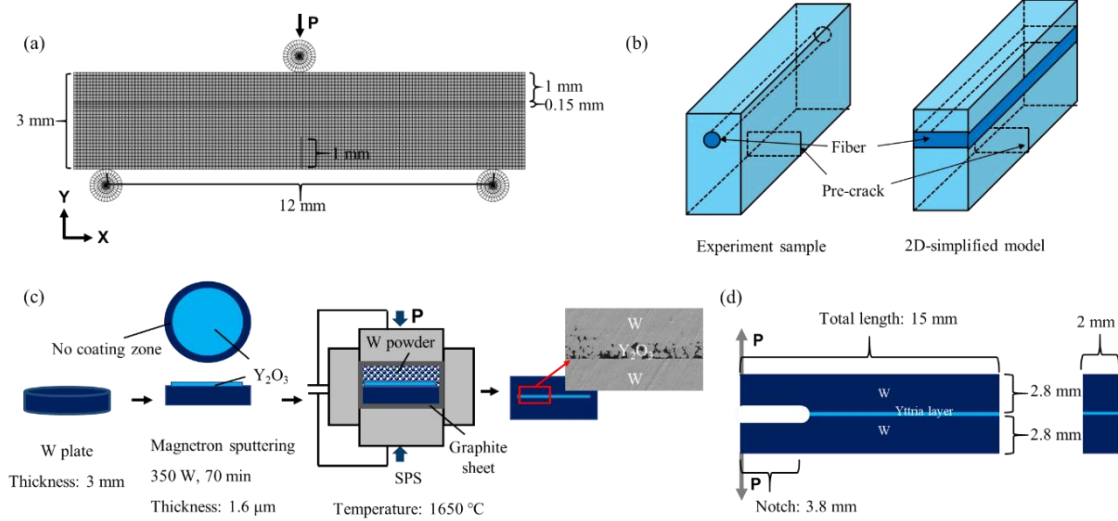 (a)
P
3 mm
1 mm
0.15 mm
1 mm
12 mm
Y
X
(b)
Fiber
Pre-crack
Experiment sample
2D-simplified model
(c)
No coating zone
Y₂O₃
W plate
Thickness: 3 mm
Magnetron sputtering
350 W, 70 min
Thickness: 1.6 μm
P
W powder
Graphite
sheet
SPS
Temperature: 1650 ℃
W
Y₂O₃
W
(d)
Total length: 15 mm
2 mm
P
W
Yttria layer
W
2.8 mm
2.8 mm
P
Notch: 3.8 mm